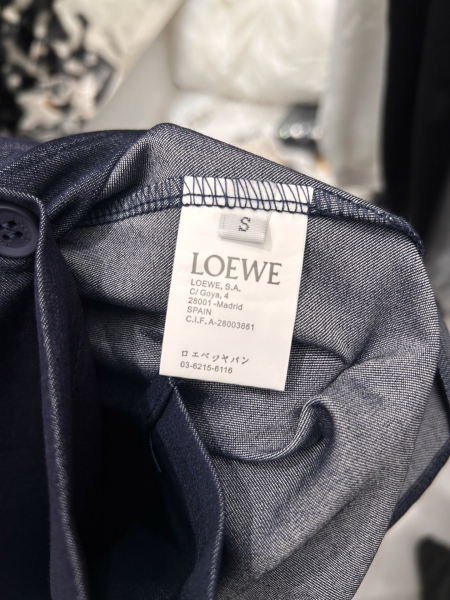 S
LOEWE
LOEWE, S.A.
C/ Goya, 4
28001 -Madrid
SPAIN
C.I.F. A-28003861
ロエベジャパン
03-6215-6116